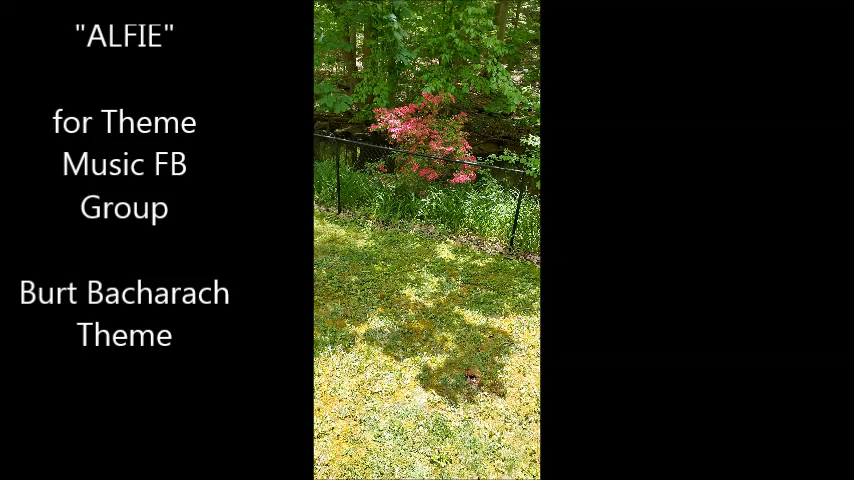 "ALFIE"
for Theme
Music FB
Group
Burt Bacharach
Theme